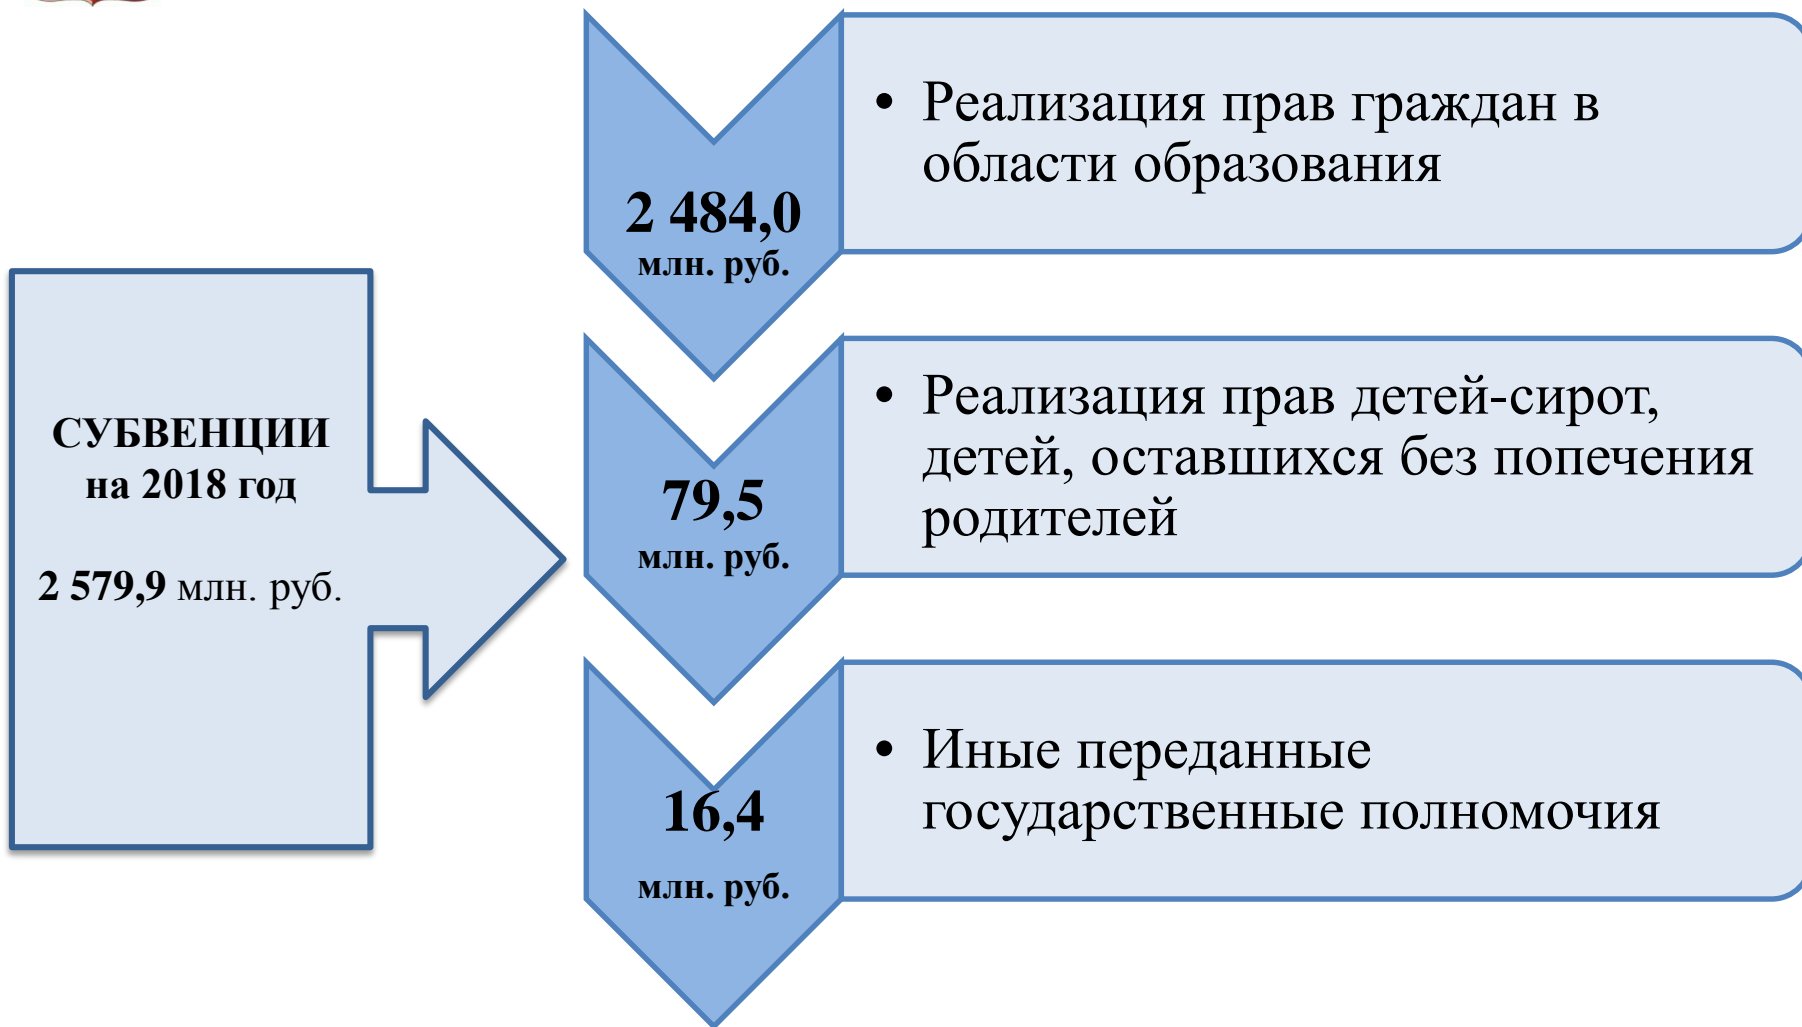 СУБВЕНЦИИ
на 2018 год
2 579,9 млн. руб.
2 484,0
млн. руб.
• Реализация прав граждан в
области образования
79,5
млн. руб.
• Реализация прав детей-сирот,
детей, оставшихся без попечения
родителей
16,4
млн. руб.
• Иные переданные
государственные полномочия